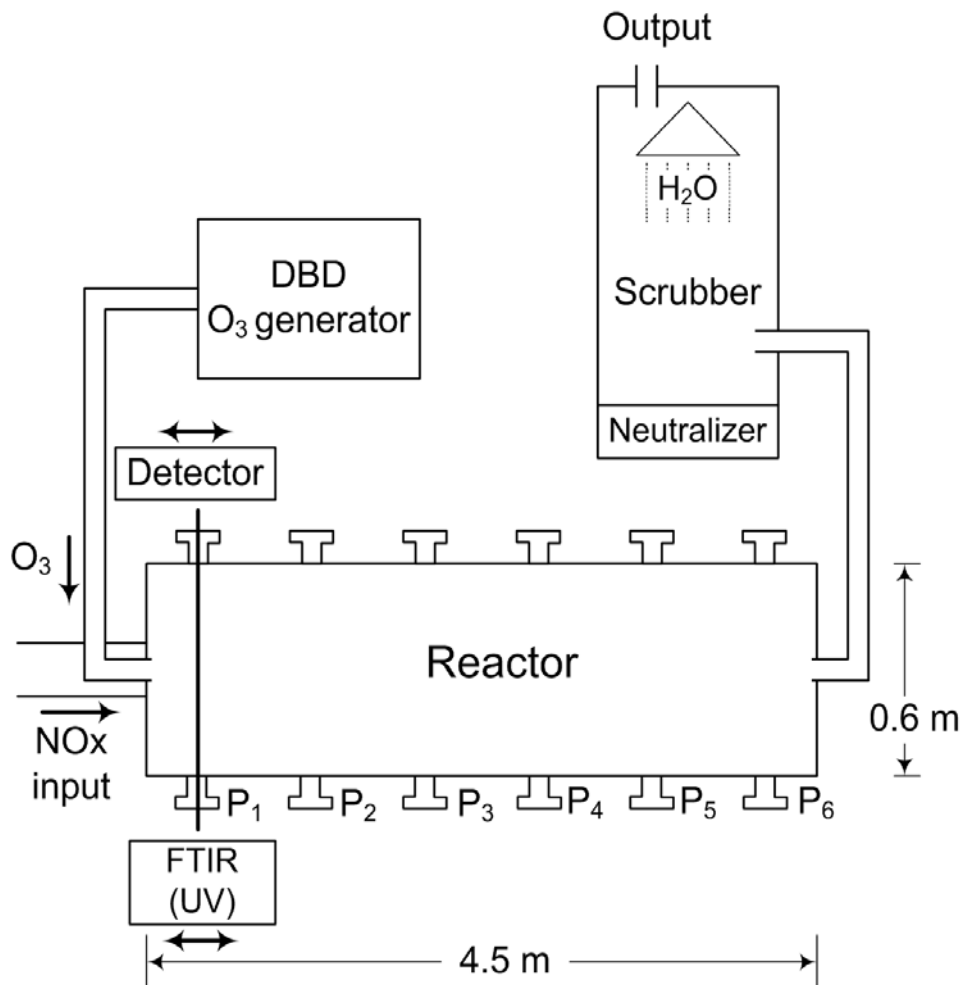 Output
H₂O
Scrubber
Neutralizer
DBD
O₃ generator
Detector
O₃
Reactor
NOx
input
0.6 m
P₁
P₂
P₃
P₄
P₅
P₆
FTIR
(UV)
4.5 m